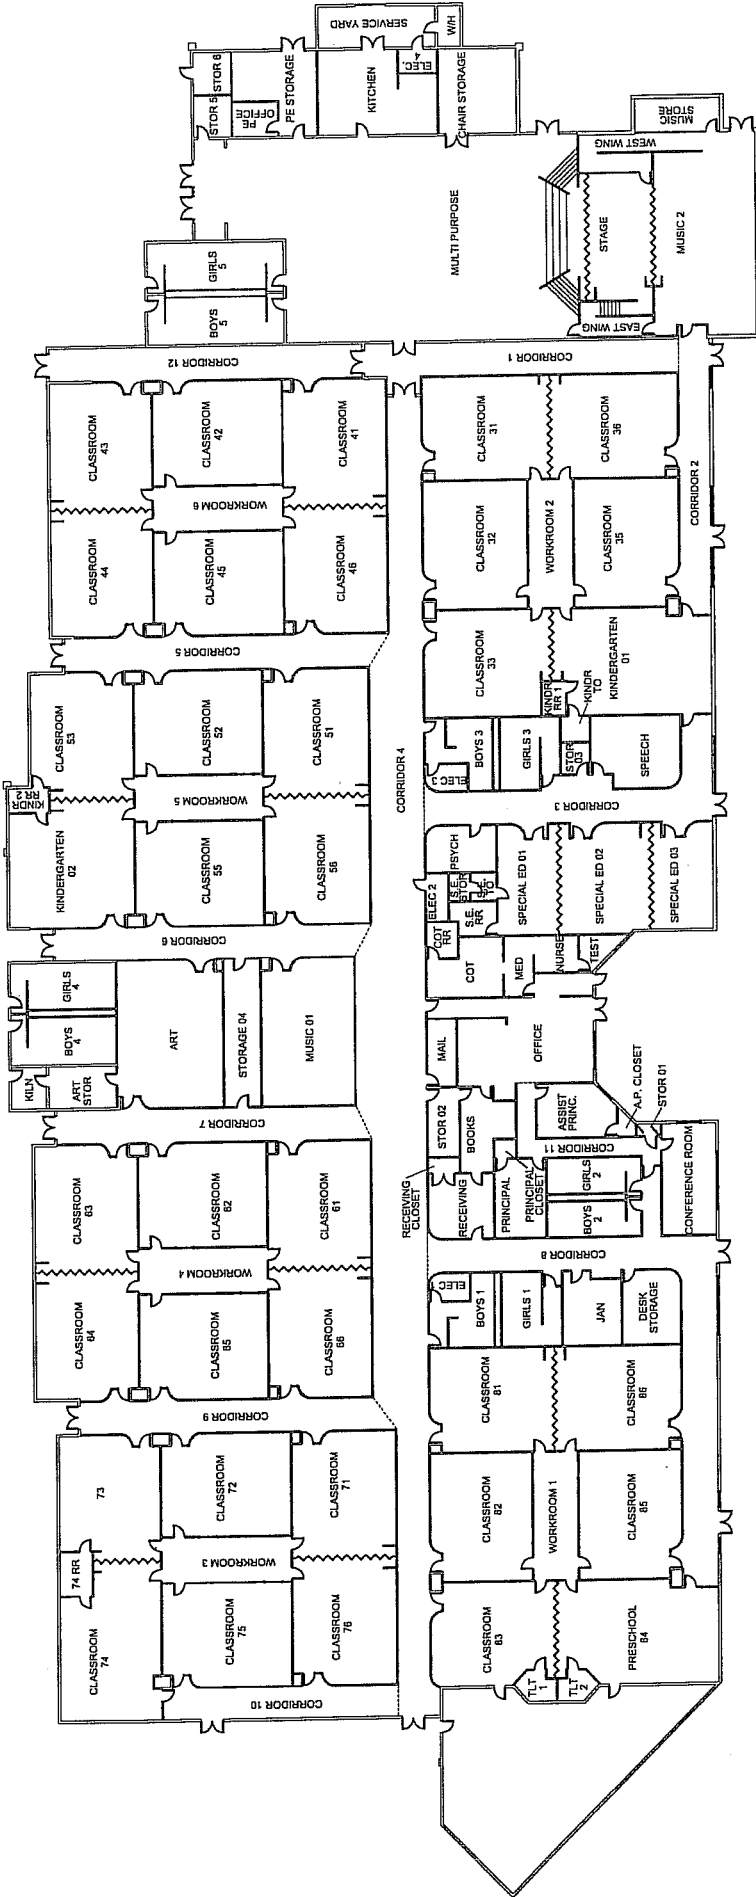 SERVICE YARD
W/H
STOR 6
STOR 5
PE
OFFICE
PE STORAGE
KITCHEN
ELEC.
4
CHAIR STORAGE
MUSIC
STORE
WEST WING
STAGE
MUSIC 2
EAST WING
MULTI PURPOSE
GIRLS
5
BOYS
5
CORRIDOR 12
CORRIDOR 1
CLASSROOM
43
CLASSROOM
42
CLASSROOM
41
WORKROOM 6
CLASSROOM
44
CLASSROOM
45
CLASSROOM
46
CLASSROOM
31
CLASSROOM
36
CLASSROOM
32
WORKROOM 2
CLASSROOM
35
CORRIDOR 2
CLASSROOM
33
KINDR
RR 1
KINDR
TO
KINDERGARTEN
01
CORRIDOR 5
CLASSROOM
53
CLASSROOM
52
CLASSROOM
51
KINDR
RR 2
WORKROOM 5
KINDERGARTEN
02
CLASSROOM
55
CLASSROOM
56
CORRIDOR 4
ELEC 3
BOYS 3
GIRLS 3
STOR
03
SPEECH
CORRIDOR 3
PSYCH
ELEC 2
S.E.
STOR
S.E.
RR
SPECIAL ED 01
SPECIAL ED 02
SPECIAL ED 03
COT
RR
COT
MED
NURSE
TEST
CORRIDOR 6
GIRLS
4
BOYS
4
KILN
ART
STOR
ART
STORAGE 04
MUSIC 01
MAIL
OFFICE
STOR 02
BOOKS
ASSIST
PRINC.
A.P. CLOSET
STOR 01
CORRIDOR 11
RECEIVING
CLOSET
RECEIVING
PRINCIPAL
PRINCIPAL
CLOSET
GIRLS
2
BOYS
2
CONFERENCE ROOM
CORRIDOR 7
CORRIDOR 8
CLASSROOM
63
CLASSROOM
62
CLASSROOM
61
WORKROOM 4
CLASSROOM
64
CLASSROOM
65
CLASSROOM
66
ELEC
1
BOYS 1
GIRLS 1
JAN
DESK
STORAGE
CORRIDOR 9
CLASSROOM
81
CLASSROOM
86
73
CLASSROOM
72
CLASSROOM
71
74 RR
WORKROOM 3
CLASSROOM
82
WORKROOM 1
CLASSROOM
85
CLASSROOM
74
CLASSROOM
75
CLASSROOM
76
CLASSROOM
83
PRESCHOOL
84
TLT
1
TLT
2
CORRIDOR 10